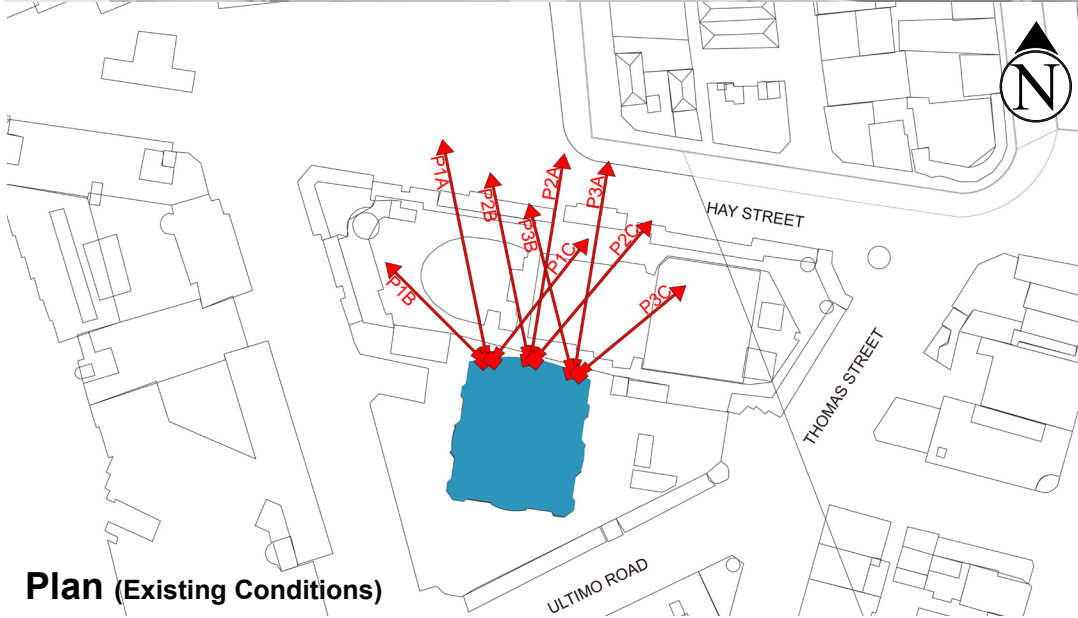 N
P1A
P2A
P2B
P3A
P3B
P1C
P2C
HAY STREET
P1B
P3C
THOMAS STREET
Plan (Existing Conditions)
ULTIMO ROAD